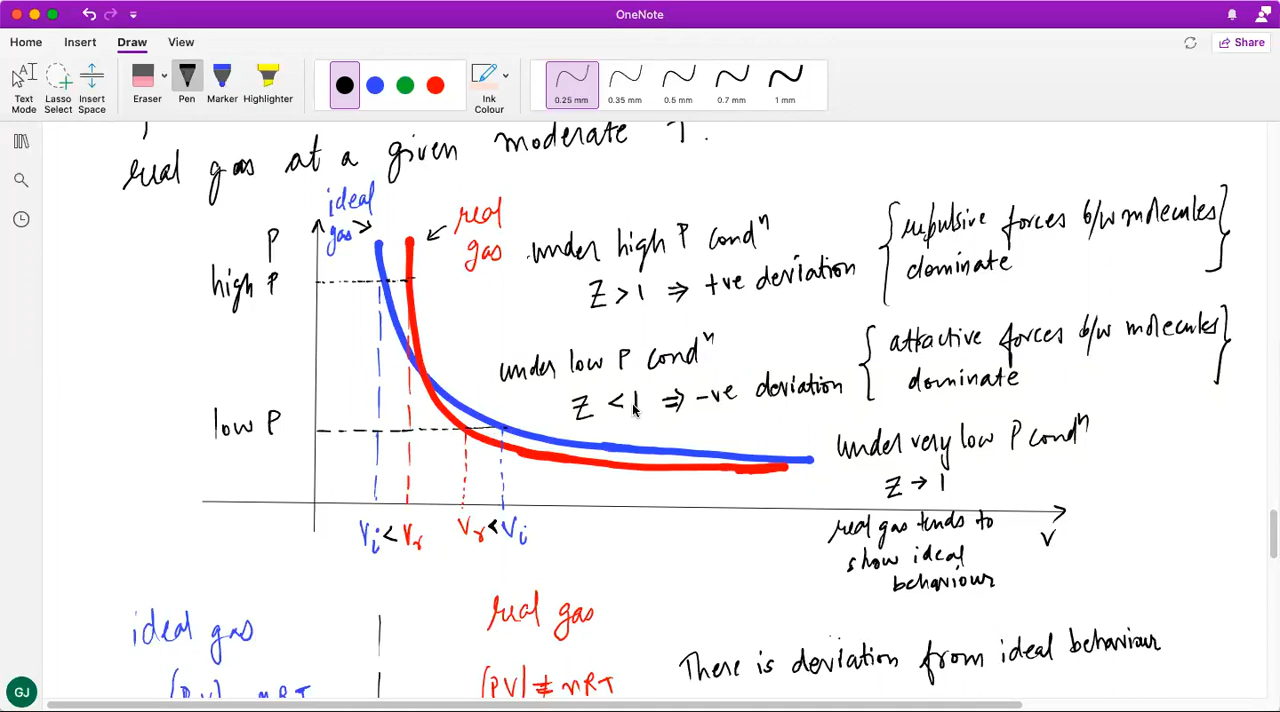 OneNote
Home Insert Draw View
Share
Text Mode
Lasso Select
Insert Space
Eraser
Pen
Marker
Highlighter
Ink Colour
0.25 mm
0.35 mm
0.5 mm
0.7 mm
1 mm
real gas at a given moderate T.
ideal gas
real gas
P
high P
under high P condⁿ
Z > 1 ⇒ +ve deviation
{ repulsive forces b/w molecules
dominate }
low P
under low P condⁿ
Z < 1 ⇒ -ve deviation
{ attractive forces b/w molecules
dominate }
under very low P condⁿ
Z → 1
real gas tends to
show ideal
behaviour
Vi < Vr
Vr < Vi
V
ideal gas
real gas
There is deviation from ideal behaviour
(PV) nRT
(PV) ≠ nRT
GJ